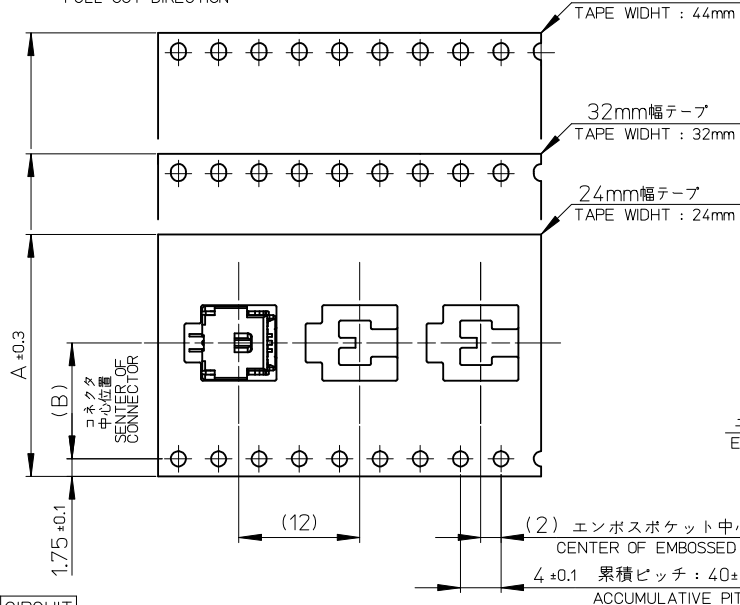 TAPE WIDHT : 44mm
32mm幅テープ
TAPE WIDHT : 32mm
24mm幅テープ
TAPE WIDHT : 24mm
A ±0.3
(B)
コネクタ
中心位置
SENTER OF
CONNECTOR
1.75 ±0.1
(12)
(2) エンボスポケット中
CENTER OF EMBOSSED
4 ±0.1 累積ピッチ : 40±
ACCUMULATIVE PIT